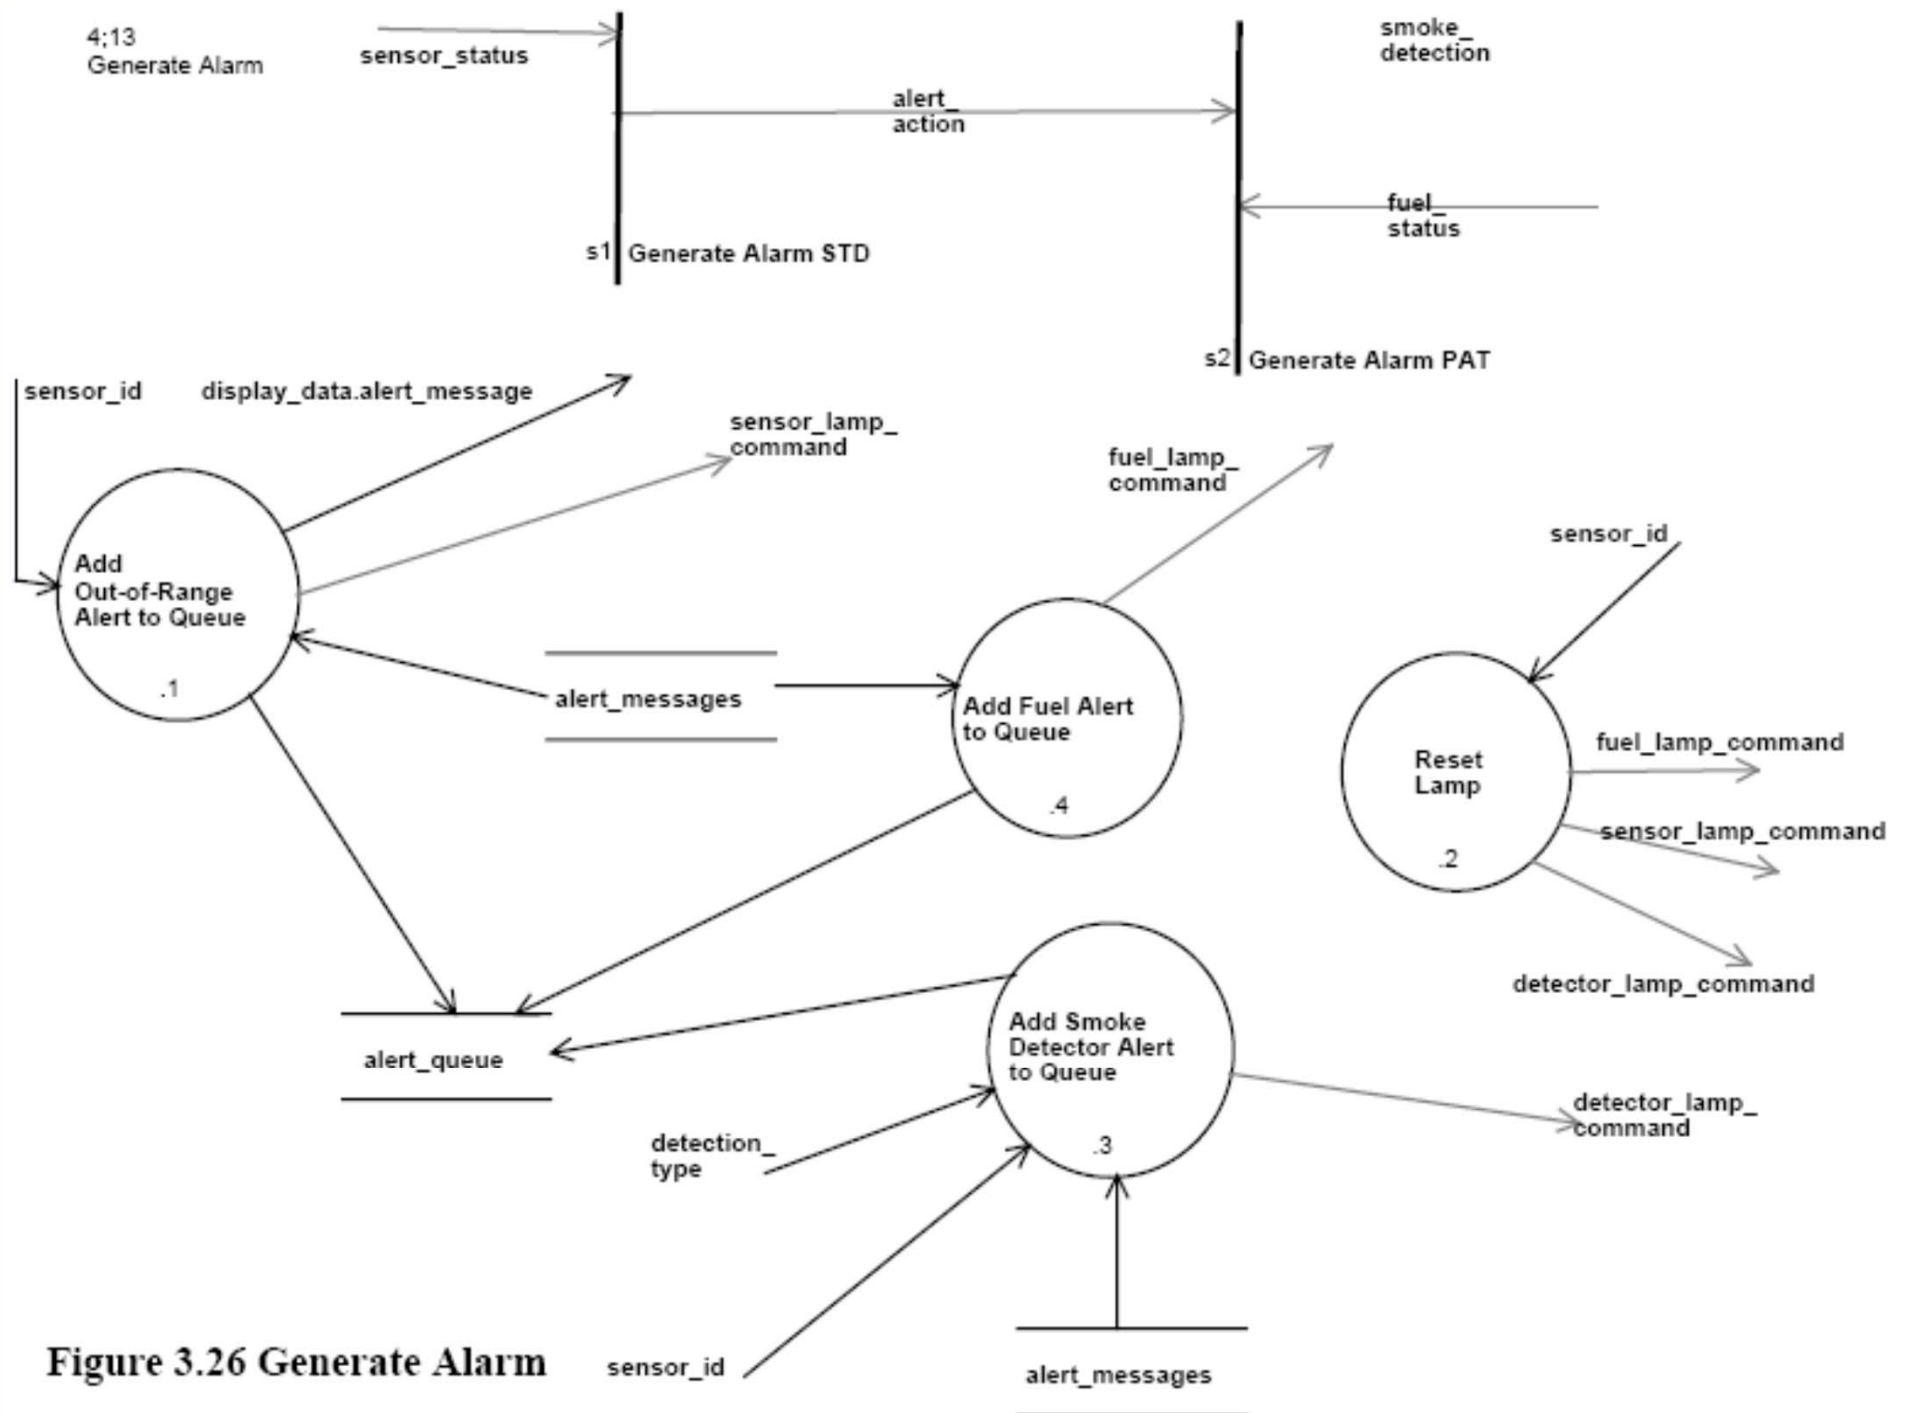 4;13
Generate Alarm
sensor_status
smoke_
detection
alert_
action
fuel_
status
s1
Generate Alarm STD
s2
Generate Alarm PAT
sensor_id
display_data.alert_message
sensor_lamp_
command
fuel_lamp_
command
sensor_id
Add
Out-of-Range
Alert to Queue
.1
alert_messages
Add Fuel Alert
to Queue
.4
Reset
Lamp
.2
fuel_lamp_command
sensor_lamp_command
detector_lamp_command
alert_queue
Add Smoke
Detector Alert
to Queue
.3
detection_
type
detector_lamp_
command
Figure 3.26 Generate Alarm
sensor_id
alert_messages